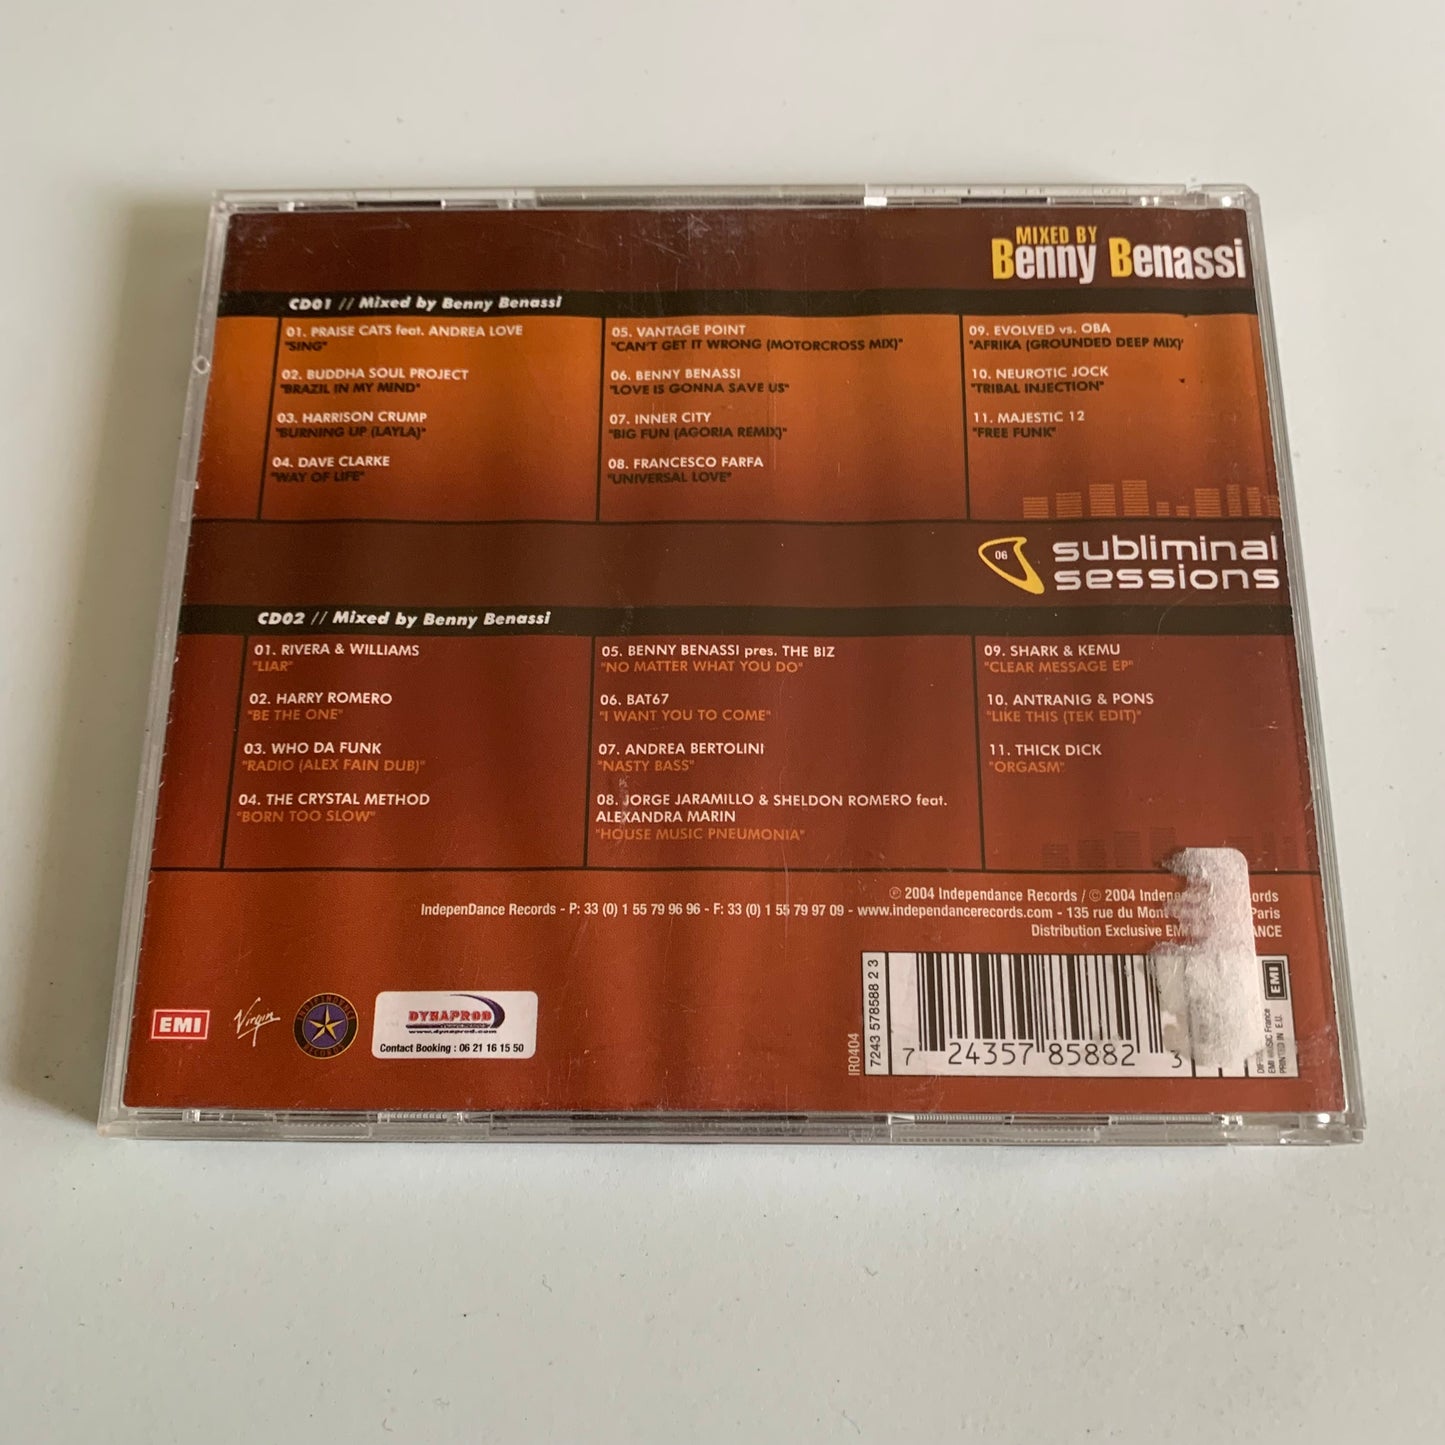 MIXED BY
Benny Benassi
CD01 // Mixed by Benny Benassi
01. PRAISE CATS feat. ANDREA LOVE
"SING"
02. BUDDHA SOUL PROJECT
"BRAZIL IN MY MIND"
03. HARRISON CRUMP
"BURNING UP (LAYLA)"
04. DAVE CLARKE
"WAY OF LIFE"
05. VANTAGE POINT
"CAN'T GET IT WRONG (MOTORCROSS MIX)"
06. BENNY BENASSI
"LOVE IS GONNA SAVE US"
07. INNER CITY
"BIG FUN (AGORIA REMIX)"
08. FRANCESCO FARFA
"UNIVERSAL LOVE"
09. EVOLVED vs. OBA
"AFRIKA (GROUNDED DEEP MIX)"
10. NEUROTIC JOCK
"TRIBAL INJECTION"
11. MAJESTIC 12
"FREE FUNK"
06
subliminal
sessions
CD02 // Mixed by Benny Benassi
01. RIVERA & WILLIAMS
"LIAR"
02. HARRY ROMERO
"BE THE ONE"
03. WHO DA FUNK
"RADIO (ALEX FAIN DUB)"
04. THE CRYSTAL METHOD
"BORN TOO SLOW"
05. BENNY BENASSI pres. THE BIZ
"NO MATTER WHAT YOU DO"
06. BAT67
"I WANT YOU TO COME"
07. ANDREA BERTOLINI
"NASTY BASS"
08. JORGE JARAMILLO & SHELDON ROMERO feat.
ALEXANDRA MARIN
"HOUSE MUSIC PNEUMONIA"
09. SHARK & KEMU
"CLEAR MESSAGE EP"
10. ANTRANIG & PONS
"LIKE THIS (TEK EDIT)"
11. THICK DICK
"ORGASM"
℗ 2004 Independance Records / © 2004
IndepenDance Records - P: 33 (0) 1 55 79 96 96 - F: 33 (0) 1 55 79 97 09 - www.independancerecords.com - 135 rue du Paris
Distribution Exclusive
EMI
Virgin
INDEPENDANCE
RECORDS
DYNAPROD
www.dynaprod.com
Contact Booking : 06 21 16 15 50
IR0404
7243 578588 2 3
7 24357 85882 3
EMI MUSIC France
PRINTED IN E.U.
EMI